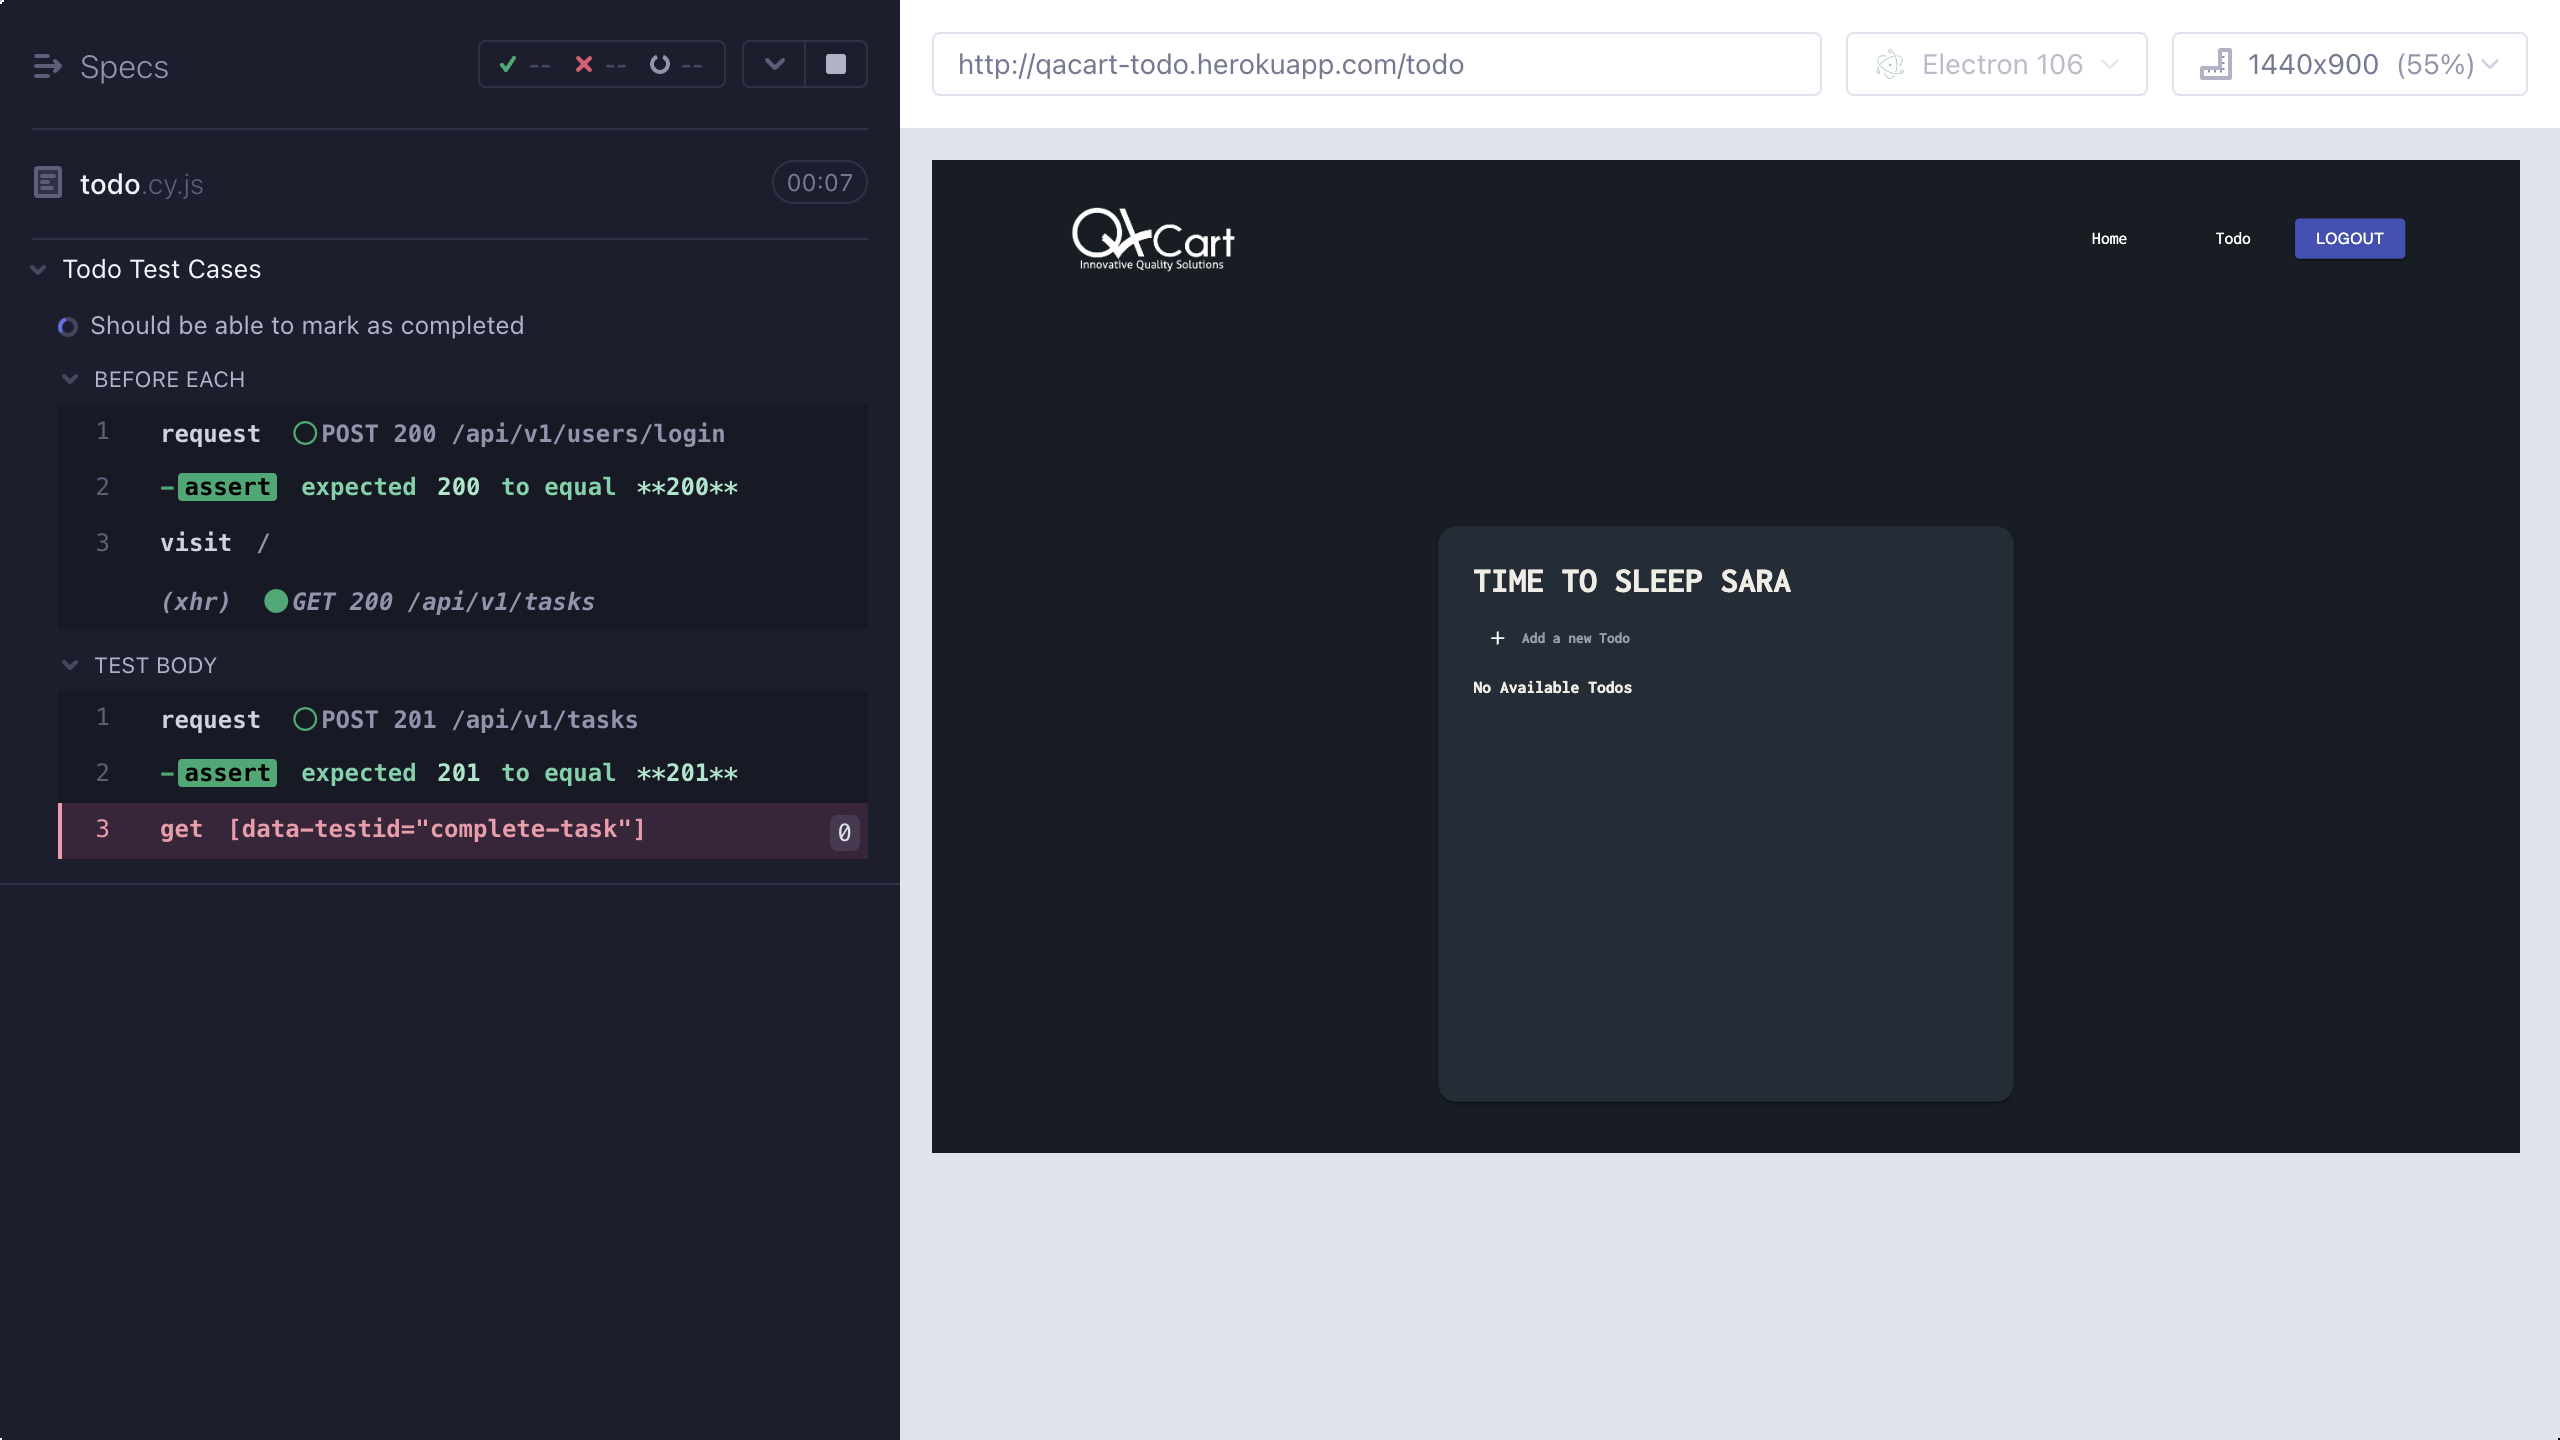 Specs
-- -- --
todo.cy.js 00:07
Todo Test Cases
Should be able to mark as completed
BEFORE EACH
1 request POST 200 /api/v1/users/login
2 -assert expected 200 to equal **200**
3 visit /
(xhr) GET 200 /api/v1/tasks
TEST BODY
1 request POST 201 /api/v1/tasks
2 -assert expected 201 to equal **201**
3 get [data-testid="complete-task"] 0
http://qacart-todo.herokuapp.com/todo Electron 106 1440x900 (55%)
QACart
Innovative Quality Solutions
Home Todo LOGOUT
TIME TO SLEEP SARA
+ Add a new Todo
No Available Todos